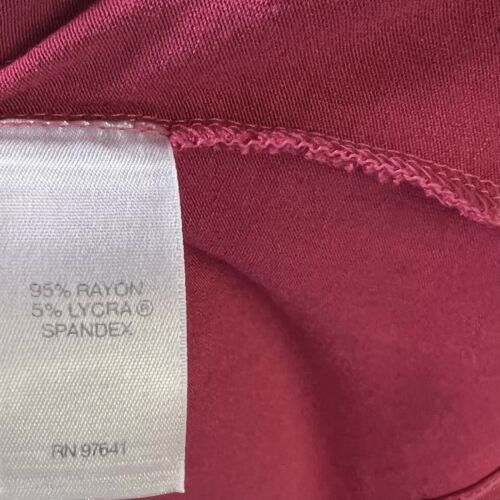 95% RAYON
5% LYCRA ®
SPANDEX
RN 97641